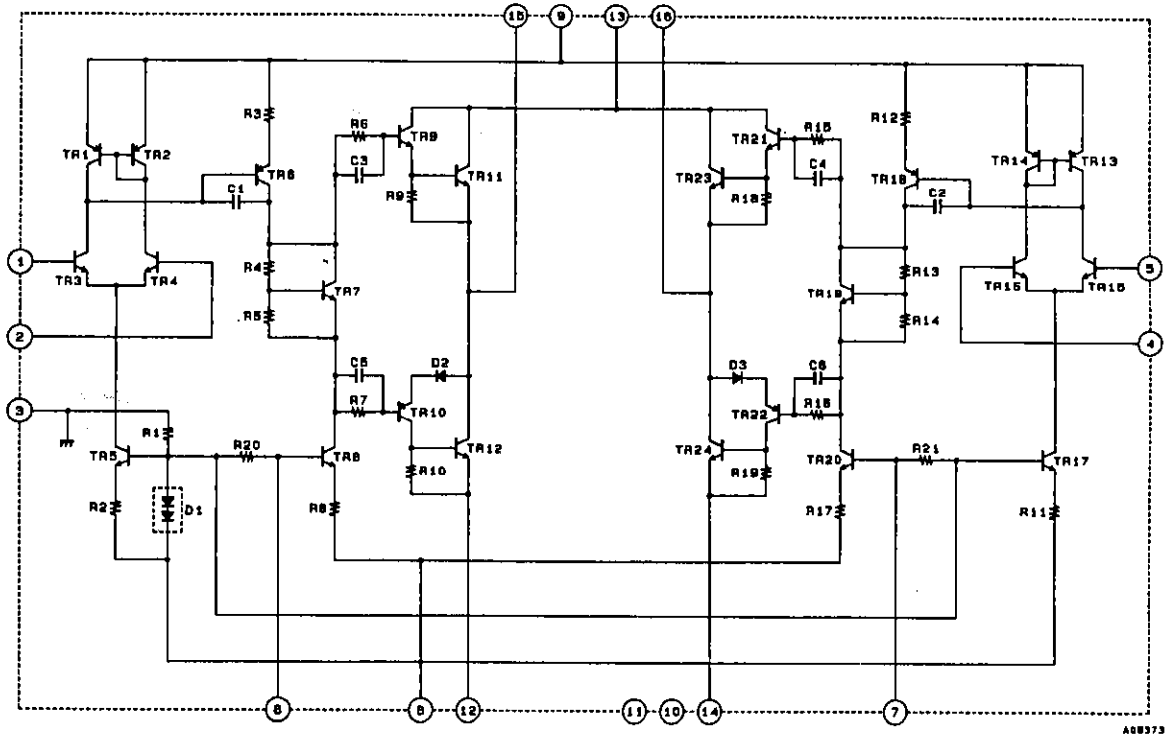 15 9 13 16
R3 R6 TR9 TR21 R15 R12
TR1 TR2 TR6 C3 TR11 TR23 C4 TR18 TR14 TR13
C1 R9 R18 C2
1 TR3 TR4 R4 R13 TR16 TR15 5
TR7 TR19
2 R5 R14 4
C5 D2 D3 C6
3 R7 TR10 TR22 R16
R1
TR5 R20 TR8 TR12 TR24 TR20 R21 TR17
R10 R19
R2 D1 R8 R17 R11
6 8 12 11 10 14 7
A08373